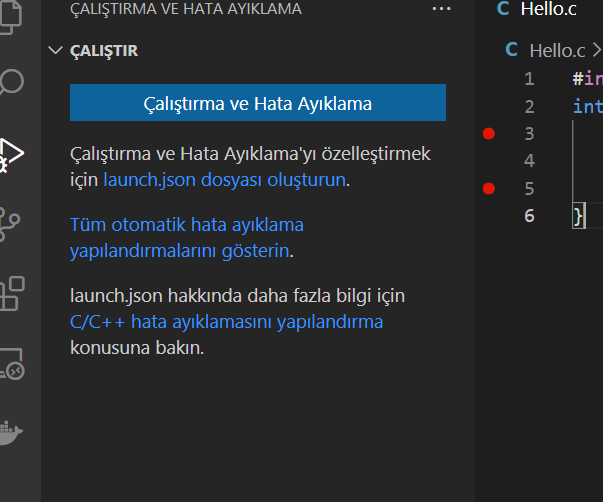 ÇALIŞTIRMA VE HATA AYIKLAMA ...
ÇALIŞTIR
Çalıştırma ve Hata Ayıklama
Çalıştırma ve Hata Ayıklama'yı özelleştirmek
için launch.json dosyası oluşturun.
Tüm otomatik hata ayıklama
yapılandırmalarını gösterin.
launch.json hakkında daha fazla bilgi için
C/C++ hata ayıklamasını yapılandırma
konusuna bakın.
C Hello.c
C Hello.c >
1 #in
2 int
3
4
5
6 }